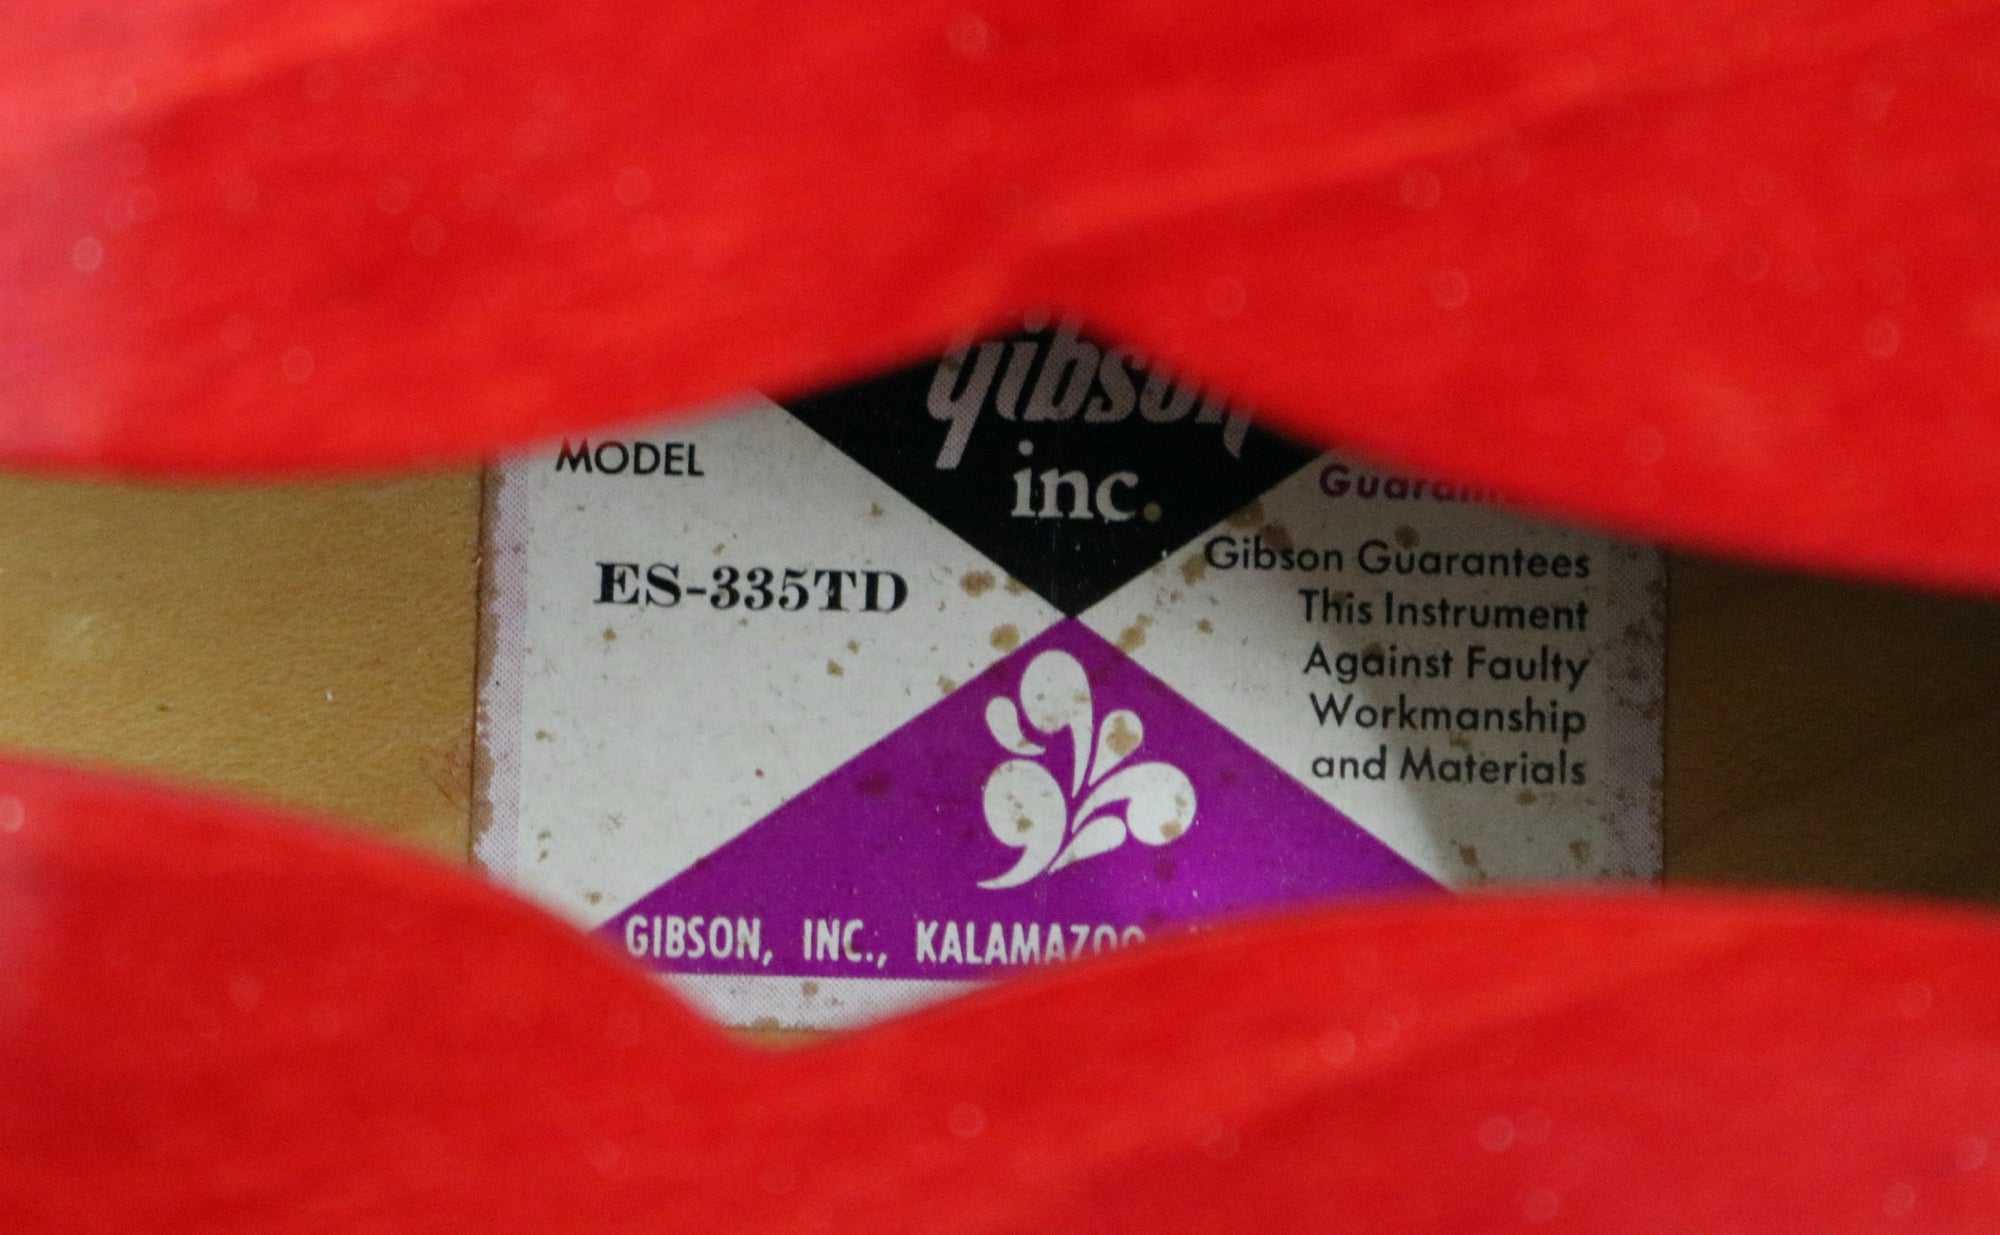 gibson
inc.
MODEL
ES-335TD
Gibson Guarantees
This Instrument
Against Faulty
Workmanship
and Materials
GIBSON, INC., KALAMAZOO